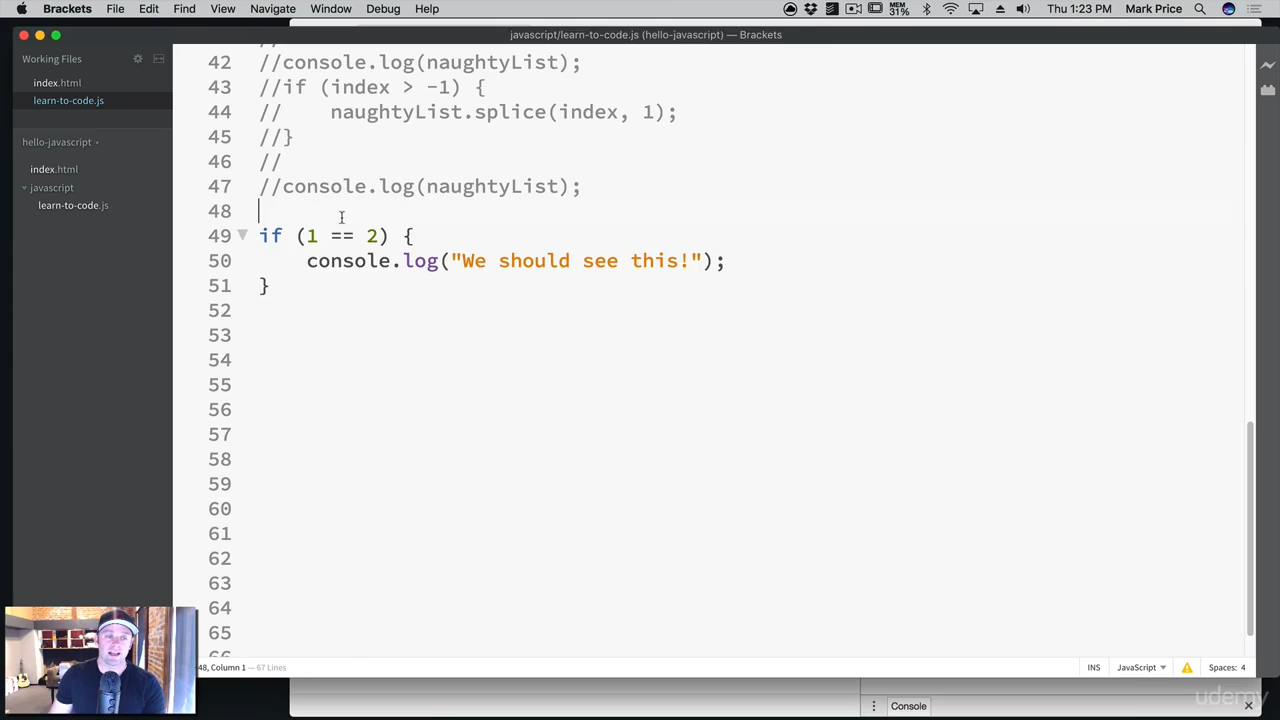 Brackets File Edit Find View Navigate Window Debug Help MEM 31% Thu 1:23 PM Mark Price
javascript/learn-to-code.js (hello-javascript) — Brackets
Working Files
index.html
learn-to-code.js
hello-javascript
index.html
javascript
learn-to-code.js
42 //console.log(naughtyList);
43 //if (index > -1) {
44 //    naughtyList.splice(index, 1);
45 //}
46 //
47 //console.log(naughtyList);
48
49 if (1 == 2) {
50     console.log("We should see this!");
51 }
52
53
54
55
56
57
58
59
60
61
62
63
64
65
66
48, Column 1 — 67 Lines
INS JavaScript Spaces: 4
Console
udemy